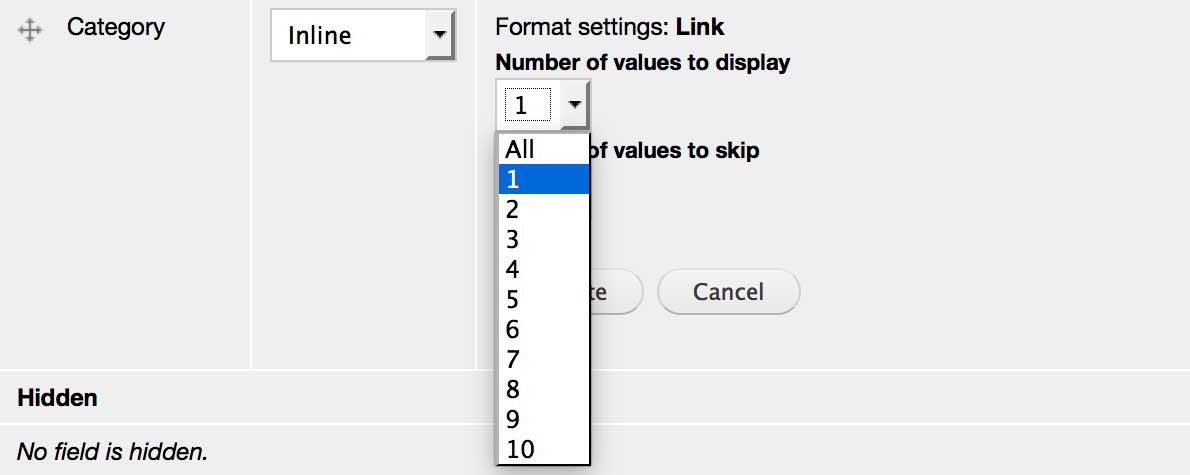 Category
Inline
Format settings: Link
Number of values to display
1
of values to skip
All
1
2
3
4
5
6
7
8
9
10
Cancel
Hidden
No field is hidden.